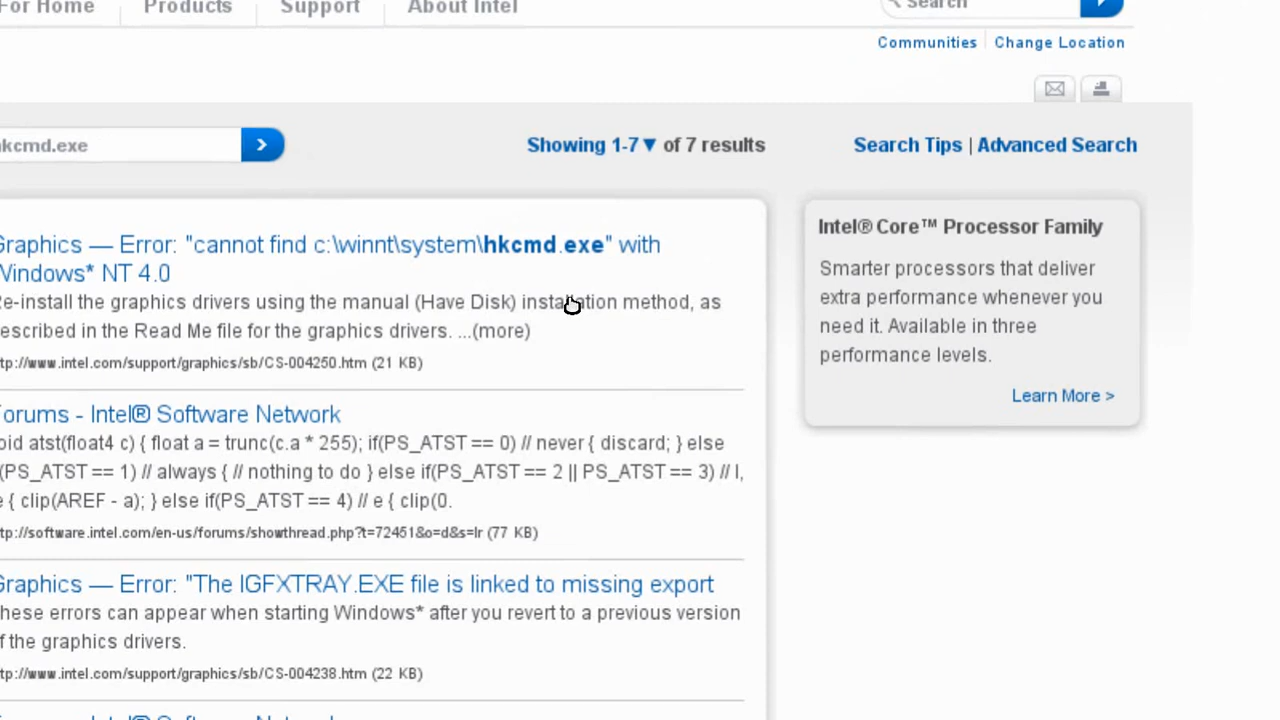 For Home Products Support About Intel Search
Communities Change Location
hkcmd.exe Showing 1-7▼ of 7 results Search Tips | Advanced Search
Graphics — Error: "cannot find c:\winnt\system\hkcmd.exe" with
Windows* NT 4.0
Re-install the graphics drivers using the manual (Have Disk) installation method, as
escribed in the Read Me file for the graphics drivers. ...(more)
tp://www.intel.com/support/graphics/sb/CS-004250.htm (21 KB)
Forums - Intel® Software Network
oid atst(float4 c) { float a = trunc(c.a * 255); if(PS_ATST == 0) // never { discard; } else
(PS_ATST == 1) // always { // nothing to do } else if(PS_ATST == 2 || PS_ATST == 3) // l,
e { clip(AREF - a); } else if(PS_ATST == 4) // e { clip(0.
tp://software.intel.com/en-us/forums/showthread.php?t=72451&o=d&s=lr (77 KB)
Graphics — Error: "The IGFXTRAY.EXE file is linked to missing export
hese errors can appear when starting Windows* after you revert to a previous version
f the graphics drivers.
tp://www.intel.com/support/graphics/sb/CS-004238.htm (22 KB)
Intel® Software Network
Intel® Core™ Processor Family
Smarter processors that deliver
extra performance whenever you
need it. Available in three
performance levels.
Learn More >